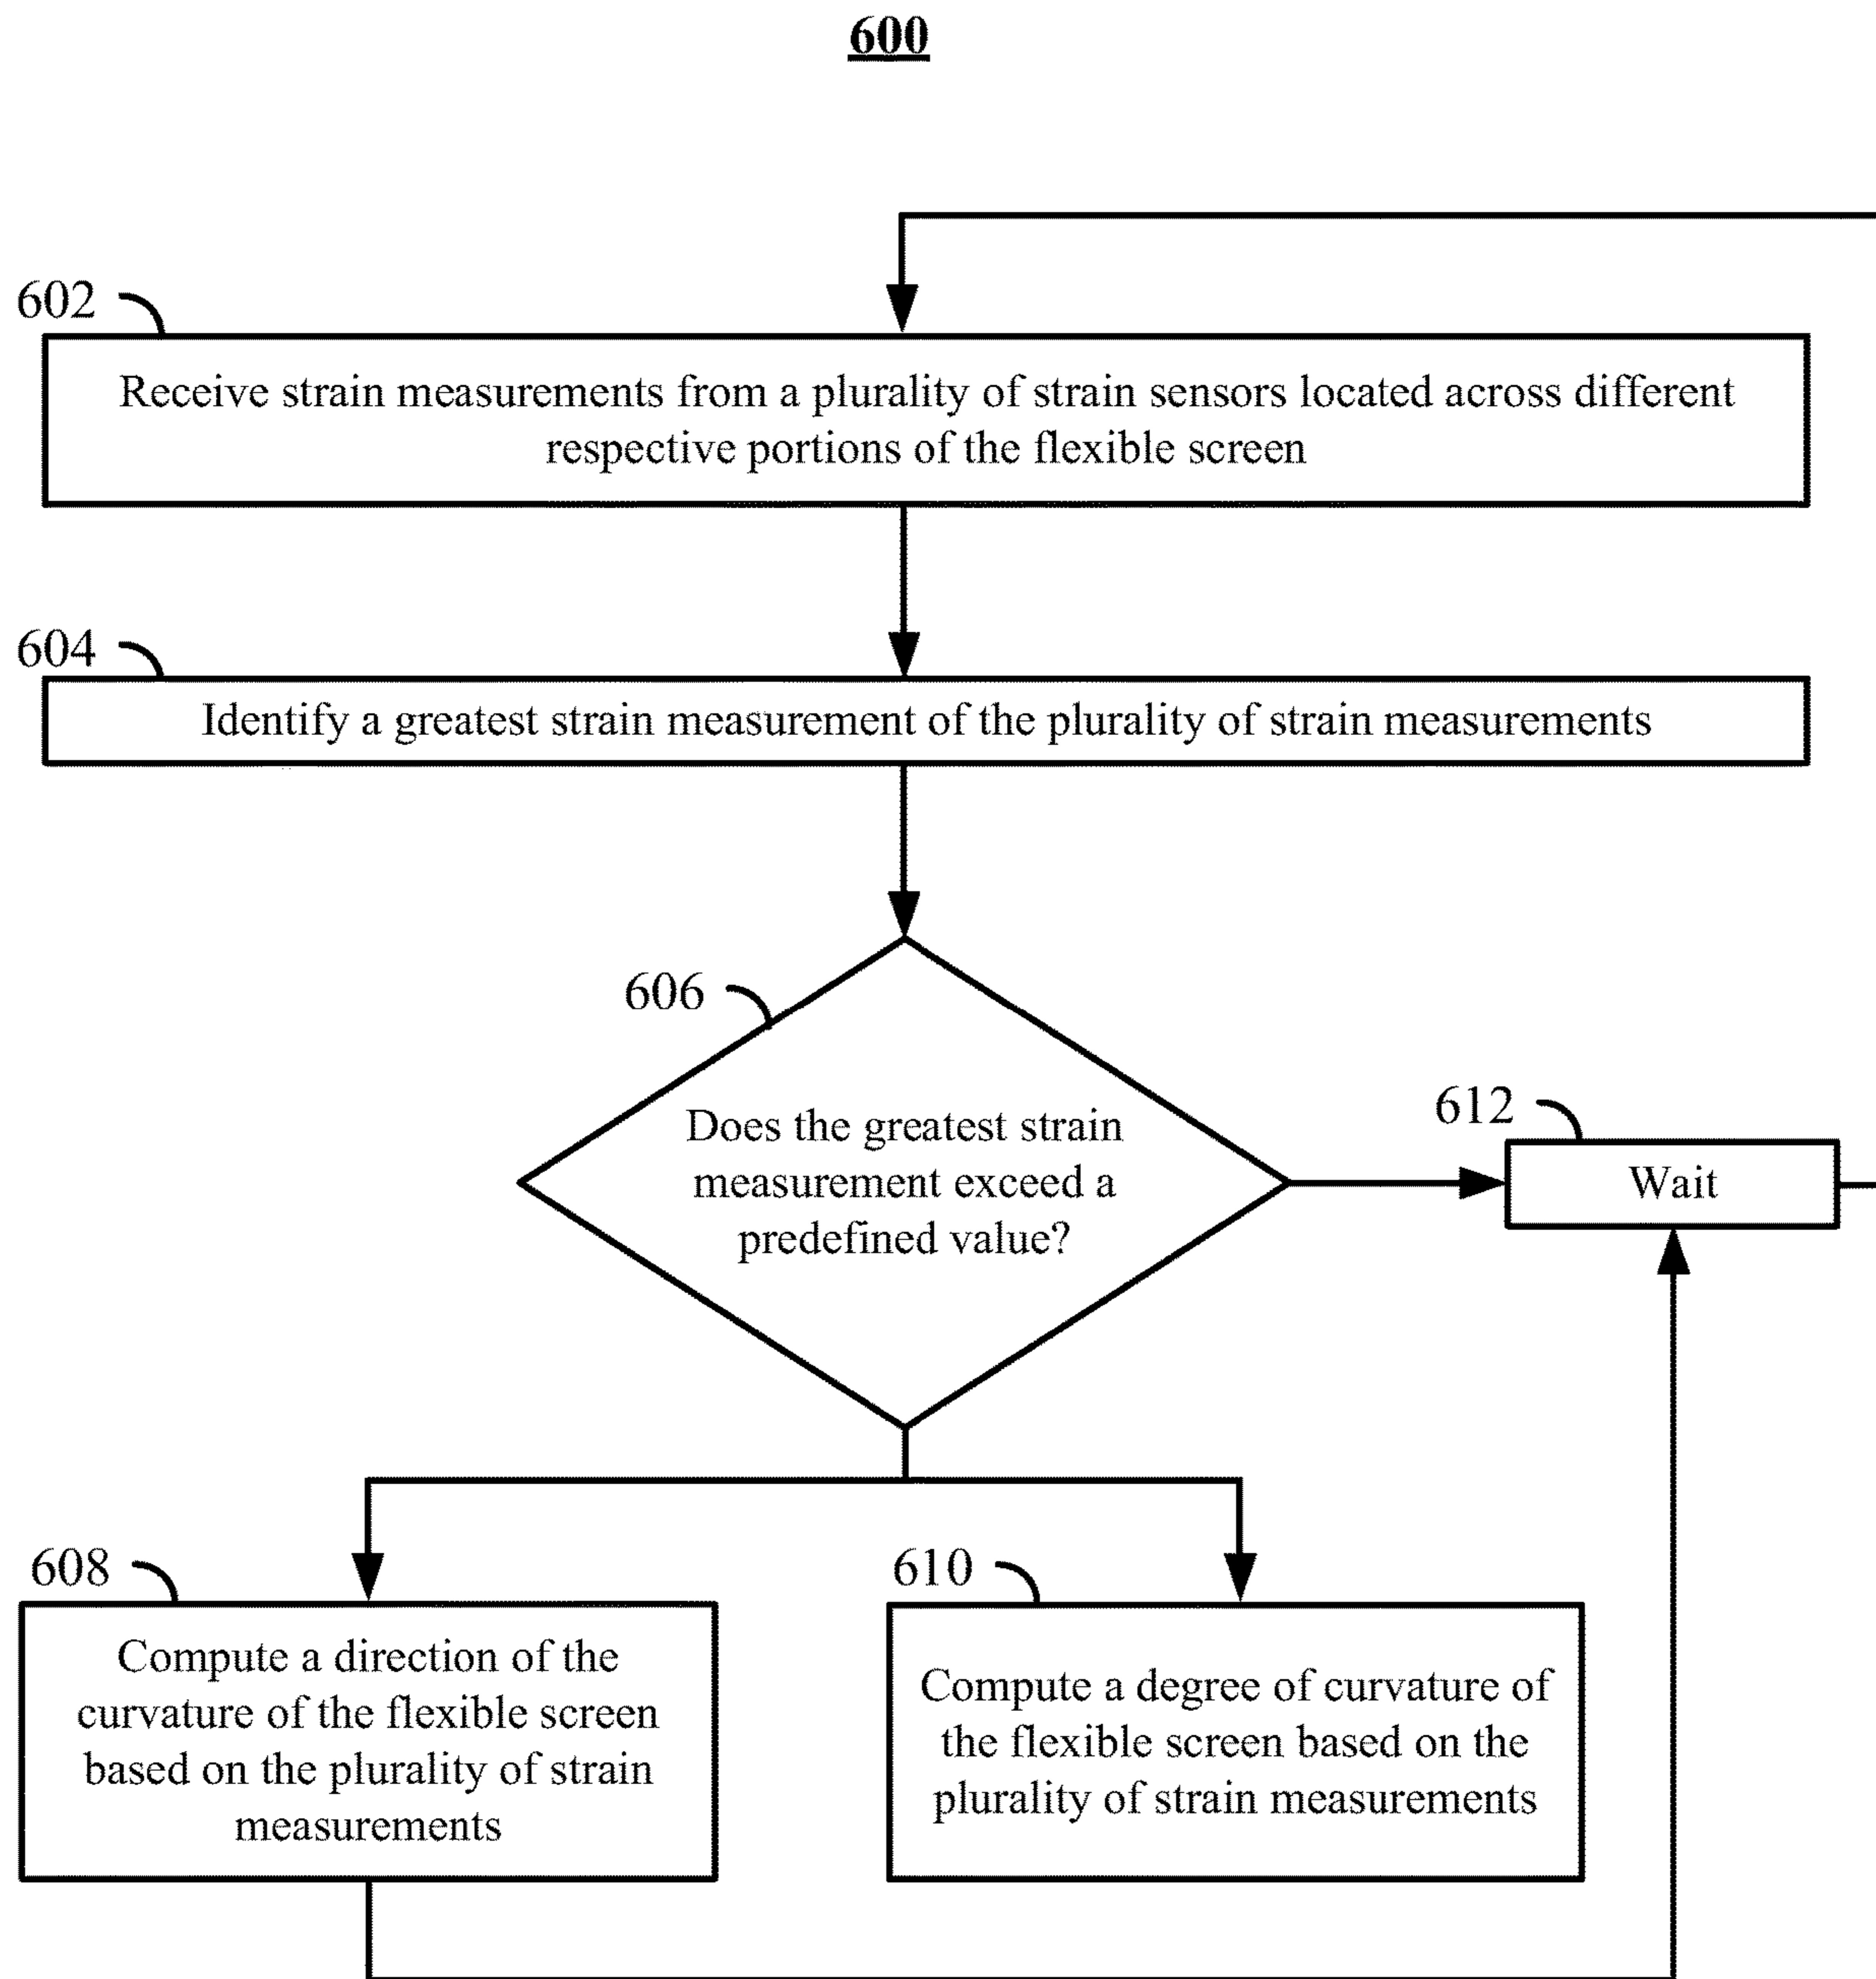 600
602
Receive strain measurements from a plurality of strain sensors located across different
respective portions of the flexible screen
604
Identify a greatest strain measurement of the plurality of strain measurements
606
Does the greatest strain
measurement exceed a
predefined value?
612
Wait
608
Compute a direction of the
curvature of the flexible screen
based on the plurality of strain
measurements
610
Compute a degree of curvature of
the flexible screen based on the
plurality of strain measurements